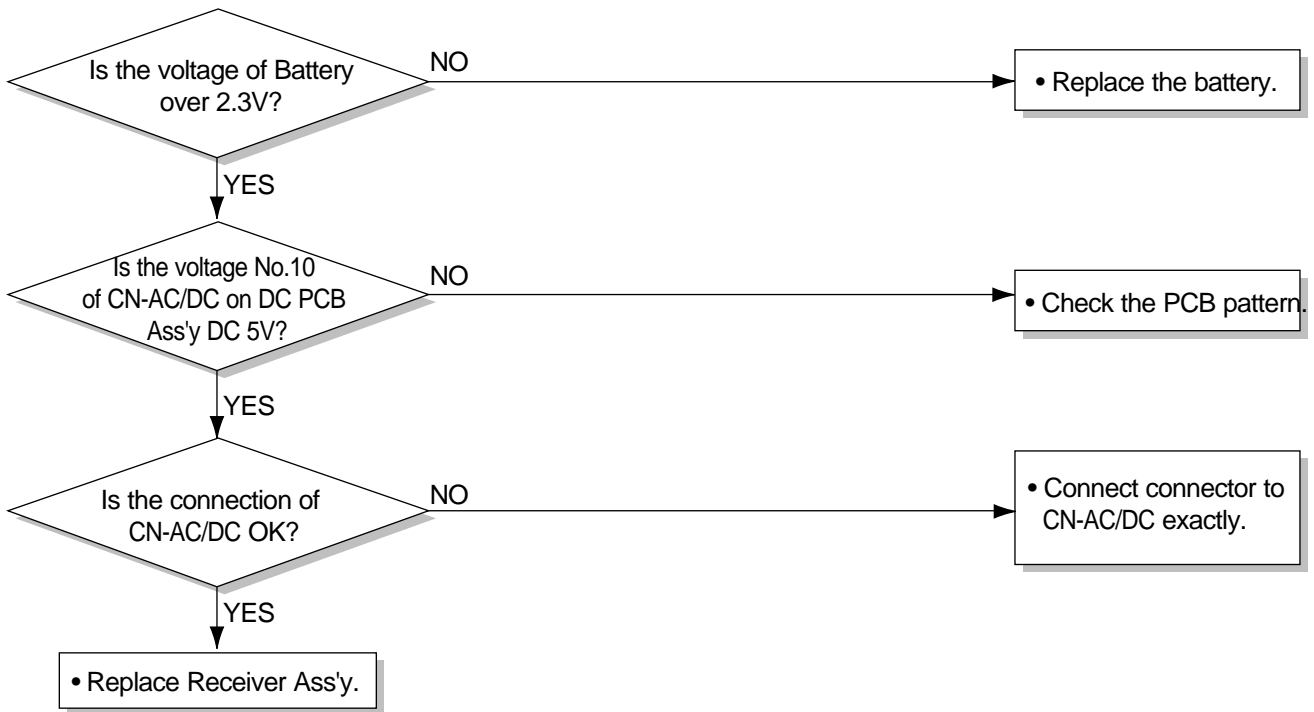 Is the voltage of Battery
over 2.3V?
NO
• Replace the battery.
YES
Is the voltage No.10
of CN-AC/DC on DC PCB
Ass'y DC 5V?
NO
• Check the PCB pattern.
YES
Is the connection of
CN-AC/DC OK?
NO
• Connect connector to
CN-AC/DC exactly.
YES
• Replace Receiver Ass'y.